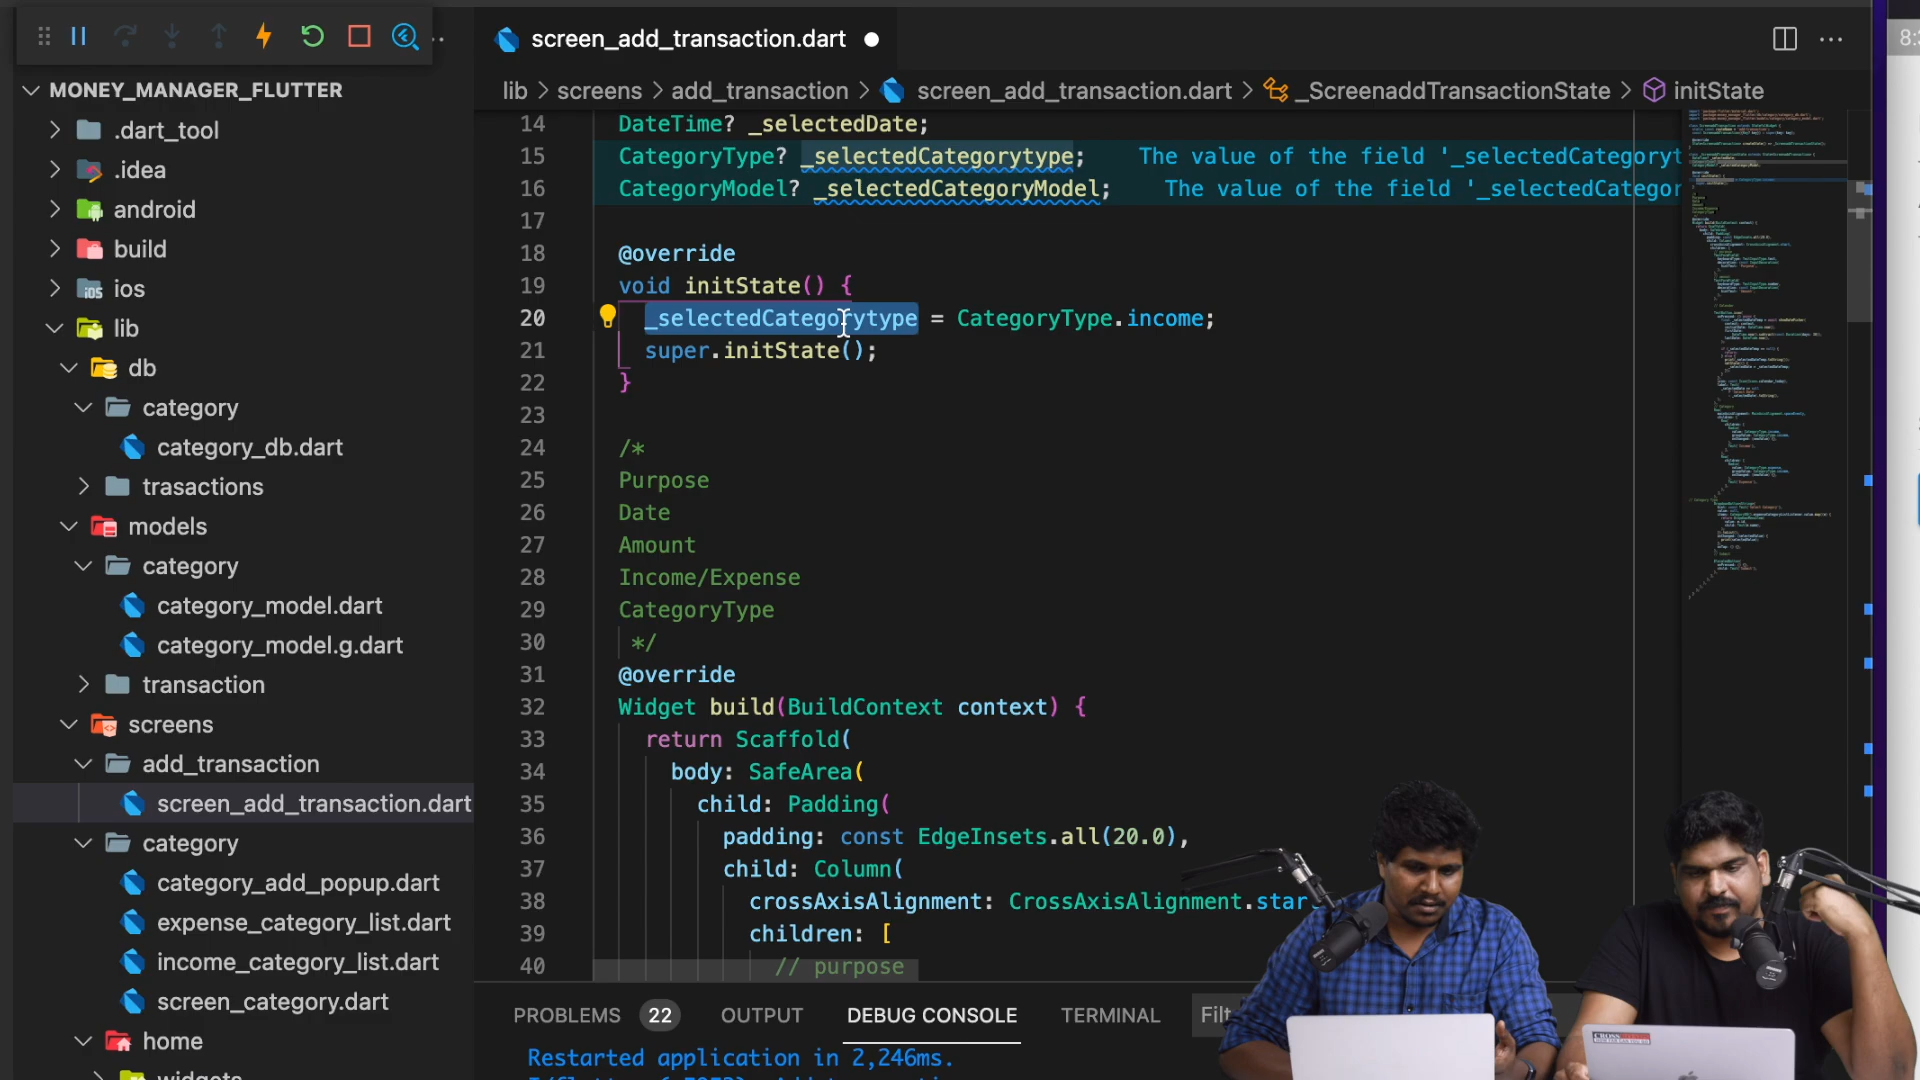 screen_add_transaction.dart
8:
MONEY_MANAGER_FLUTTER
lib > screens > add_transaction > screen_add_transaction.dart > _ScreenaddTransactionState > initState
.dart_tool
.idea
android
build
ios
lib
db
category
category_db.dart
trasactions
models
category
category_model.dart
category_model.g.dart
transaction
screens
add_transaction
screen_add_transaction.dart
category
category_add_popup.dart
expense_category_list.dart
income_category_list.dart
screen_category.dart
home
widgets
14 DateTime? _selectedDate;
15 CategoryType? _selectedCategorytype; The value of the field '_selectedCategoryt
16 CategoryModel? _selectedCategoryModel; The value of the field '_selectedCategor
17
18 @override
19 void initState() {
20 _selectedCategorytype = CategoryType.income;
21 super.initState();
22 }
23
24 /*
25 Purpose
26 Date
27 Amount
28 Income/Expense
29 CategoryType
30 */
31 @override
32 Widget build(BuildContext context) {
33 return Scaffold(
34 body: SafeArea(
35 child: Padding(
36 padding: const EdgeInsets.all(20.0),
37 child: Column(
38 crossAxisAlignment: CrossAxisAlignment.star
39 children: [
40 // purpose
PROBLEMS 22 OUTPUT DEBUG CONSOLE TERMINAL Filt
Restarted application in 2,246ms.